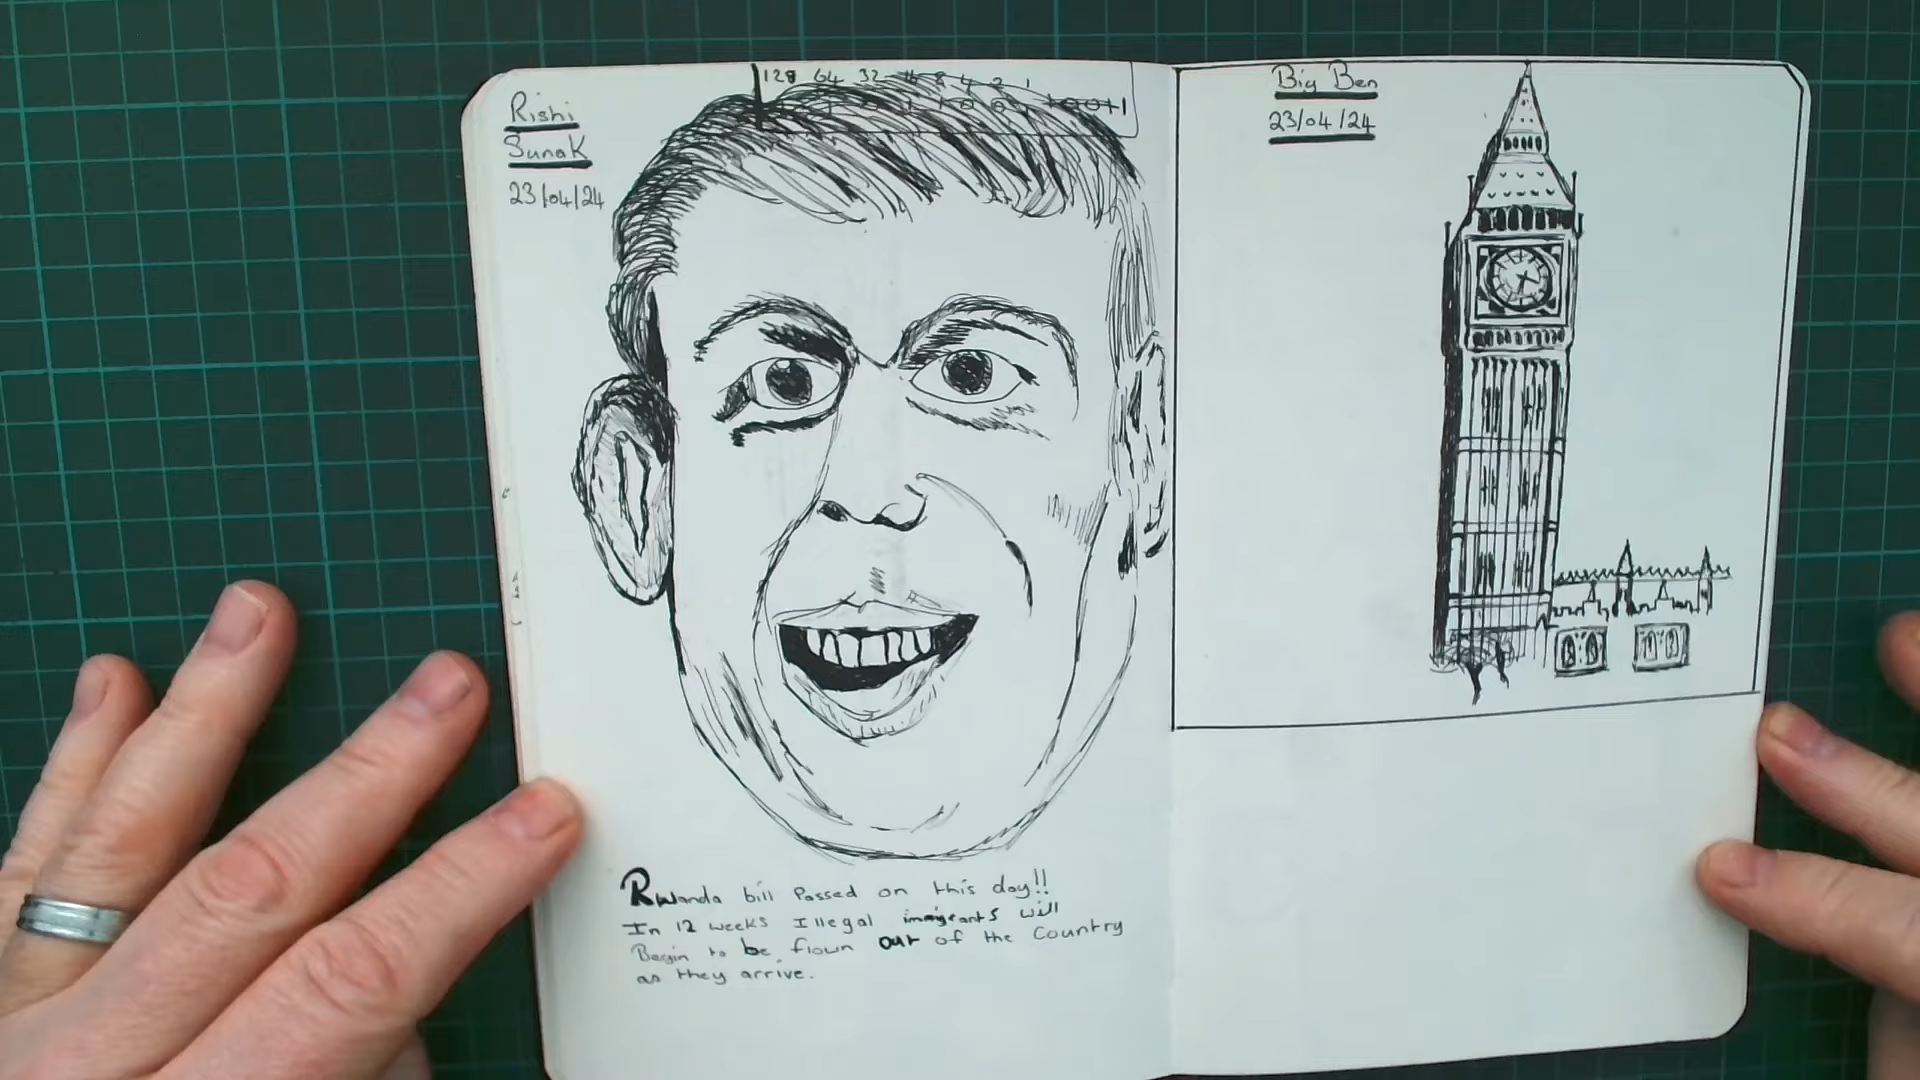 Rishi
Sunak
23/04/24
128 64 32 16 8 4 2 1
Rwanda bill Passed on this day!!
In 12 weeks Illegal imigeants will
Begin to be flown out of the Country
as they arrive.
Big Ben
23/04/24